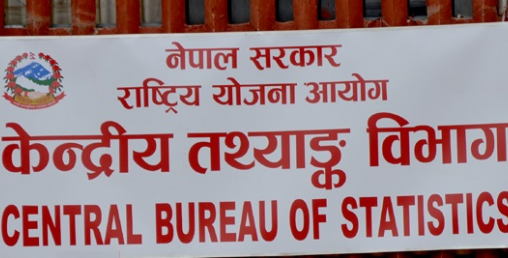 नेपाल सरकार
राष्ट्रिय योजना आयोग
केन्द्रीय तथ्याङ्क विभाग
CENTRAL BUREAU OF STATISTICS